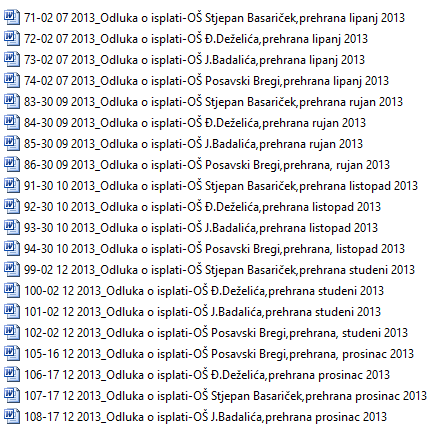 71-02 07 2013_Odluka o isplati-OŠ Stjepan Basariček,prehrana lipanj 2013
72-02 07 2013_Odluka o isplati-OŠ Đ.Deželića,prehrana lipanj 2013
73-02 07 2013_Odluka o isplati-OŠ J.Badalića,prehrana lipanj 2013
74-02 07 2013_Odluka o isplati-OŠ Posavski Bregi,prehrana lipanj 2013
83-30 09 2013_Odluka o isplati-OŠ Stjepan Basariček,prehrana rujan 2013
84-30 09 2013_Odluka o isplati-OŠ Đ.Deželića,prehrana rujan 2013
85-30 09 2013_Odluka o isplati-OŠ J.Badalića,prehrana rujan 2013
86-30 09 2013_Odluka o isplati-OŠ Posavski Bregi,prehrana, rujan 2013
91-30 10 2013_Odluka o isplati-OŠ Stjepan Basariček,prehrana listopad 2013
92-30 10 2013_Odluka o isplati-OŠ Đ.Deželića,prehrana listopad 2013
93-30 10 2013_Odluka o isplati-OŠ J.Badalića,prehrana listopad 2013
94-30 10 2013_Odluka o isplati-OŠ Posavski Bregi,prehrana, listopad 2013
99-02 12 2013_Odluka o isplati-OŠ Stjepan Basariček,prehrana studeni 2013
100-02 12 2013_Odluka o isplati-OŠ Đ.Deželića,prehrana studeni 2013
101-02 12 2013_Odluka o isplati-OŠ J.Badalića,prehrana studeni 2013
102-02 12 2013_Odluka o isplati-OŠ Posavski Bregi,prehrana, studeni 2013
105-16 12 2013_Odluka o isplati-OŠ Posavski Bregi,prehrana, prosinac 2013
106-17 12 2013_Odluka o isplati-OŠ Đ.Deželića,prehrana prosinac 2013
107-17 12 2013_Odluka o isplati-OŠ Stjepan Basariček,prehrana prosinac 2013
108-17 12 2013_Odluka o isplati-OŠ J.Badalića,prehrana prosinac 2013